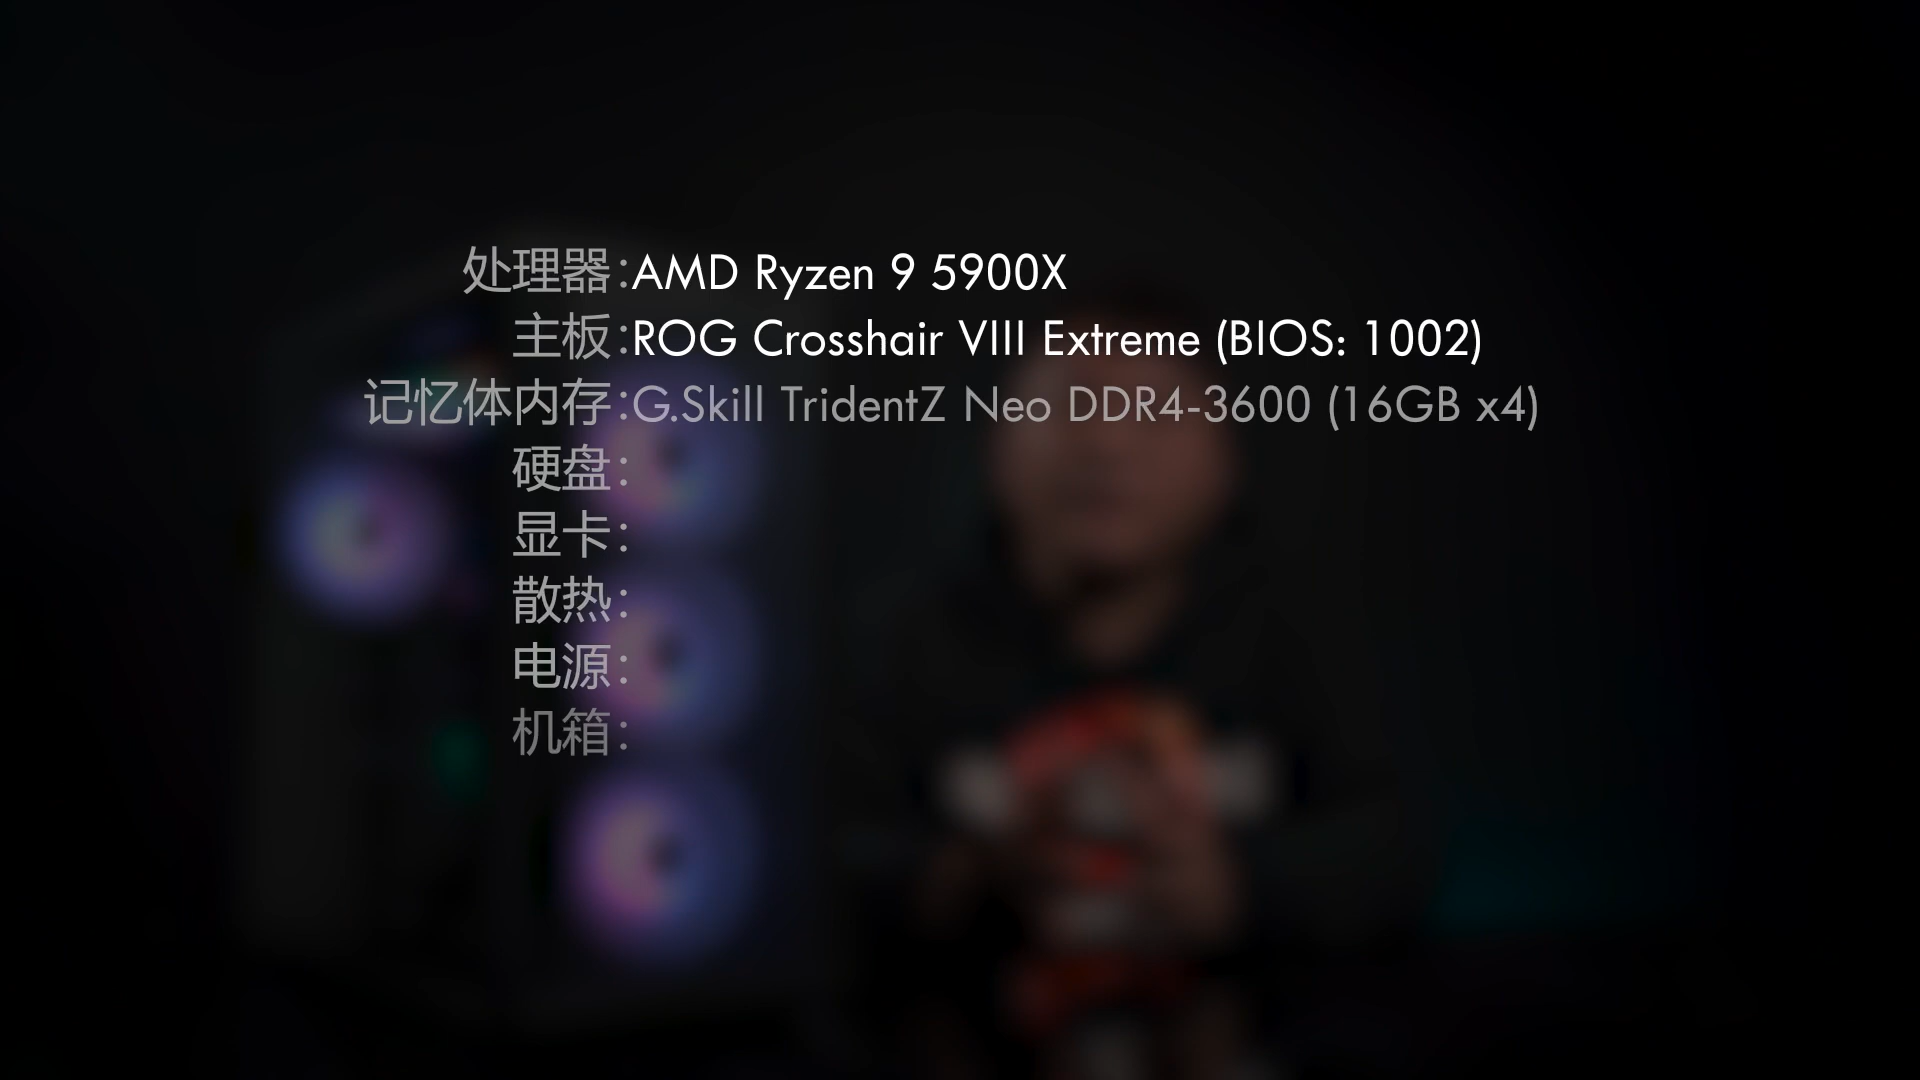 处理器：AMD Ryzen 9 5900X
主板：ROG Crosshair VIII Extreme (BIOS: 1002)
记忆体内存：G.Skill TridentZ Neo DDR4-3600 (16GB x4)
硬盘：
显卡：
散热：
电源：
机箱：